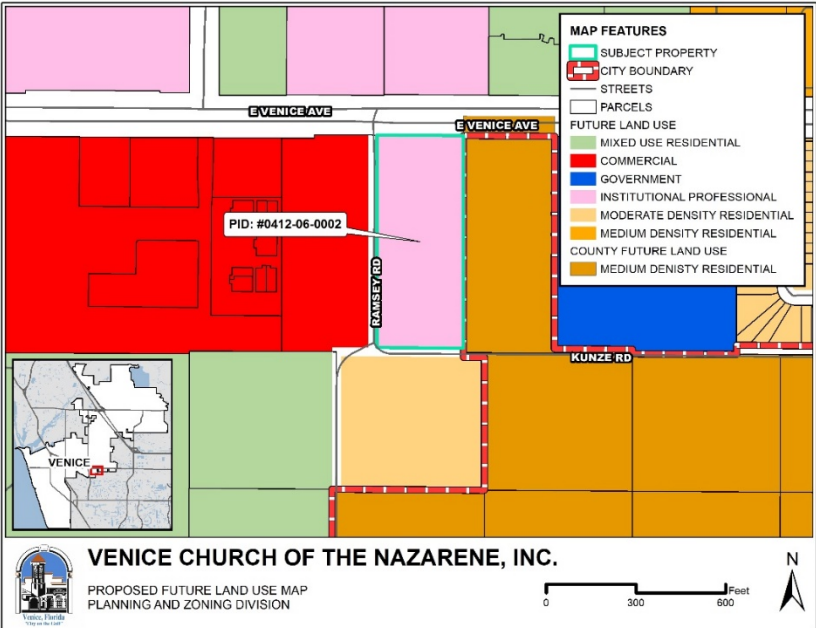 E VENICE AVE
E VENICE AVE
PID: #0412-06-0002
RAMSEY RD
KUNZE RD
MAP FEATURES
SUBJECT PROPERTY
CITY BOUNDARY
STREETS
PARCELS
FUTURE LAND USE
MIXED USE RESIDENTIAL
COMMERCIAL
GOVERNMENT
INSTITUTIONAL PROFESSIONAL
MODERATE DENSITY RESIDENTIAL
MEDIUM DENSITY RESIDENTIAL
COUNTY FUTURE LAND USE
MEDIUM DENISTY RESIDENTIAL
VENICE
VENICE CHURCH OF THE NAZARENE, INC.
PROPOSED FUTURE LAND USE MAP
PLANNING AND ZONING DIVISION
Venice, Florida
"City on the Gulf"
Feet
0 300 600
N